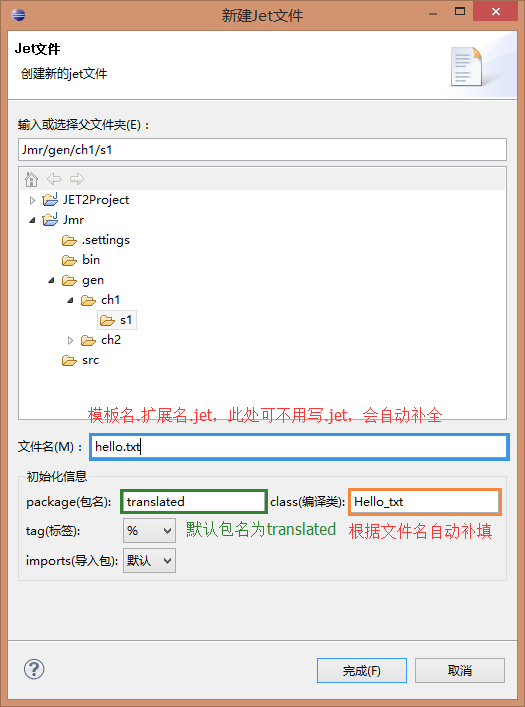 新建Jet文件
Jet文件
创建新的jet文件
输入或选择父文件夹(E)：
Jmr/gen/ch1/s1
JET2Project
Jmr
.settings
bin
gen
ch1
s1
ch2
src
模板名.扩展名.jet，此处可不用写.jet，会自动补全
文件名(M)： hello.txt
初始化信息
package(包名): translated class(编译类): Hello_txt
tag(标签): % 默认包名为translated 根据文件名自动补填
imports(导入包): 默认
? 完成(F) 取消